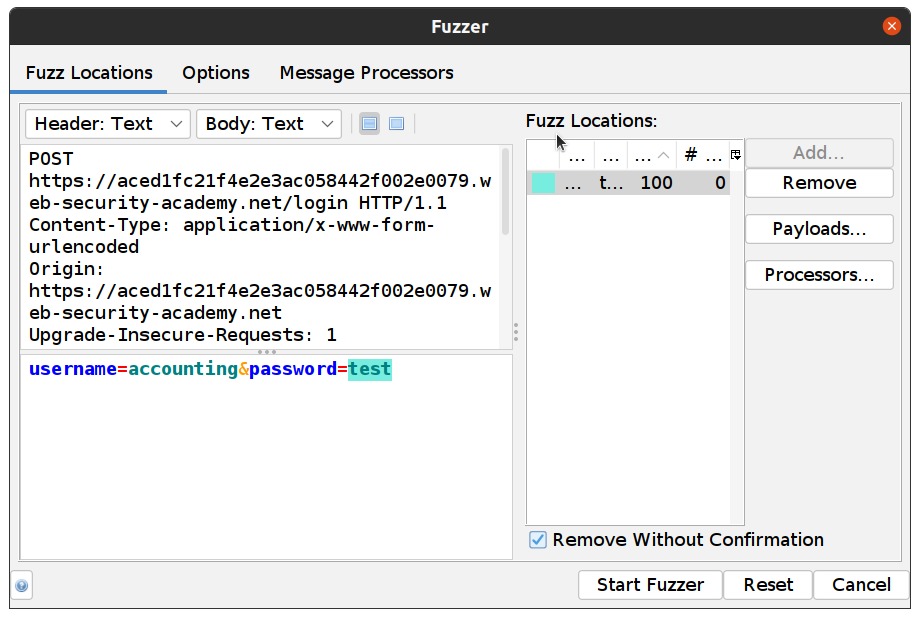 Fuzzer
Fuzz Locations Options Message Processors
Header: Text Body: Text
POST
https://aced1fc21f4e2e3ac058442f002e0079.w
eb-security-academy.net/login HTTP/1.1
Content-Type: application/x-www-form-
urlencoded
Origin:
https://aced1fc21f4e2e3ac058442f002e0079.w
eb-security-academy.net
Upgrade-Insecure-Requests: 1
username=accounting&password=test
Fuzz Locations:
... ... ... # ...
... t... 100 0
Add...
Remove
Payloads...
Processors...
Remove Without Confirmation
Start Fuzzer Reset Cancel